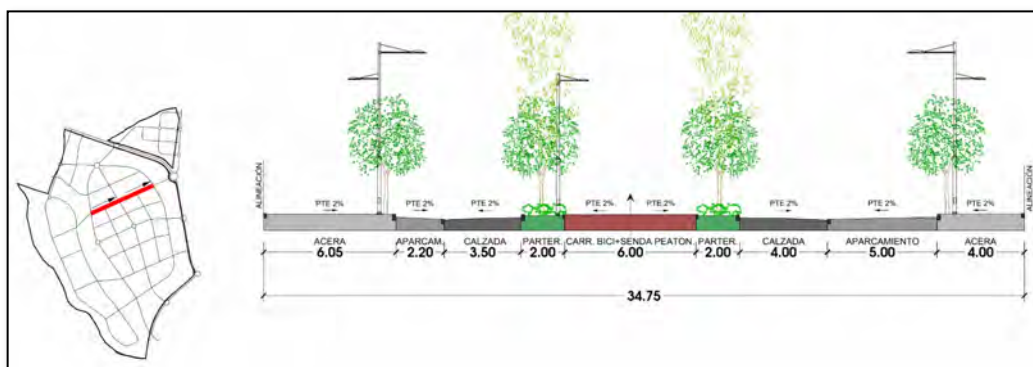 ALINEACIÓN
ALINEACIÓN
PTE 2% PTE 2% PTE 2% PTE 2% PTE 2% PTE 2% PTE 2% PTE 2%
ACERA APARCAM. CALZADA PARTER. CARR. BICI+SENDA PEATON. PARTER. CALZADA APARCAMIENTO ACERA
6.05 2.20 3.50 2.00 6.00 2.00 4.00 5.00 4.00
34.75